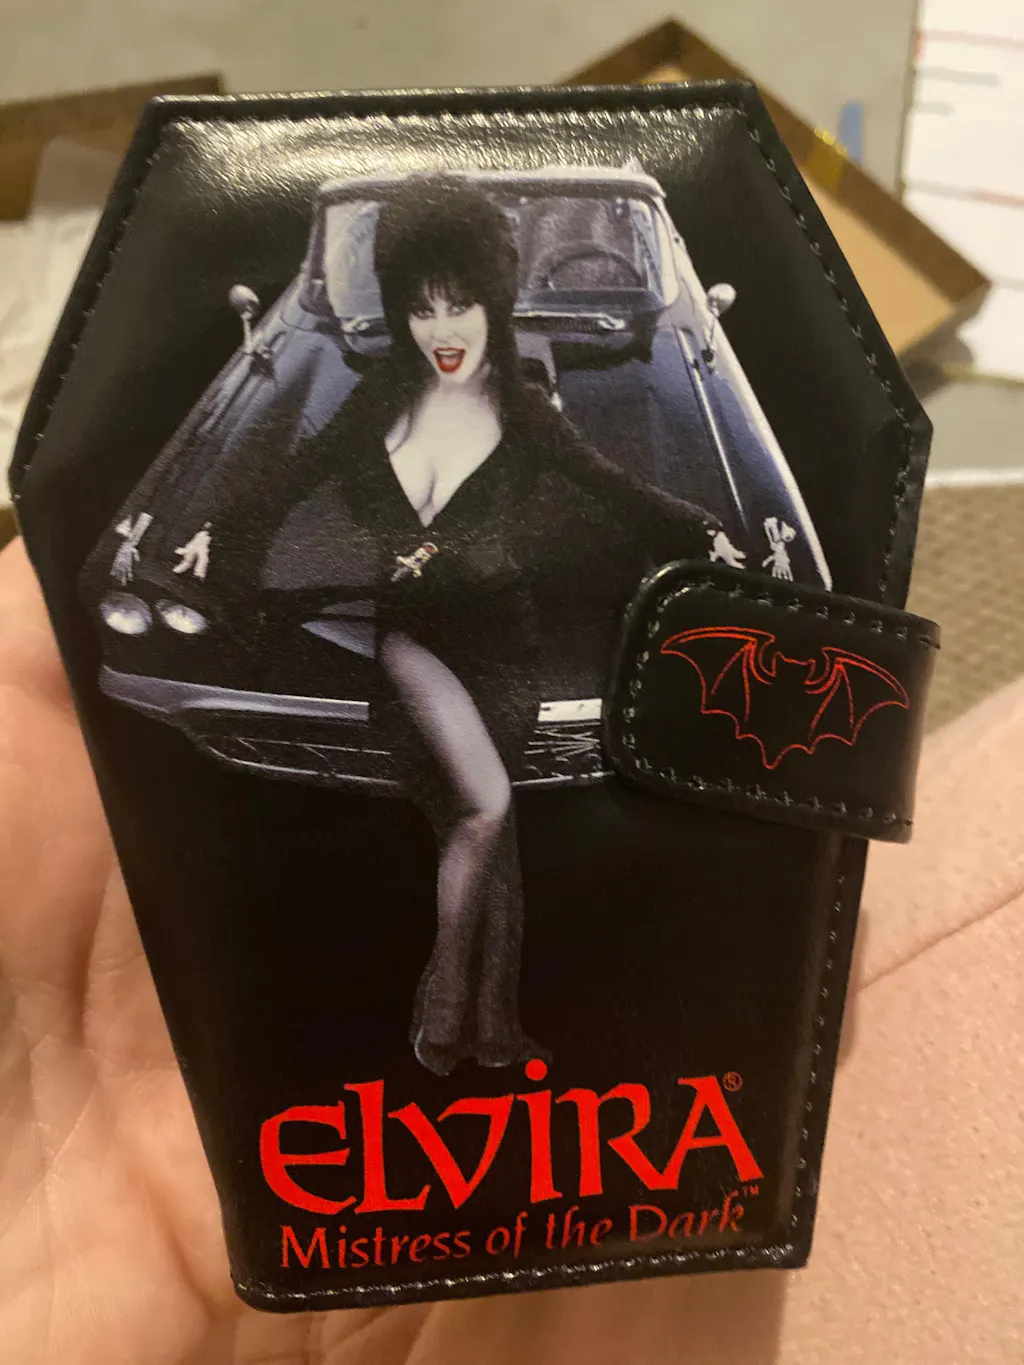 ELVIRA®
Mistress of the Dark™